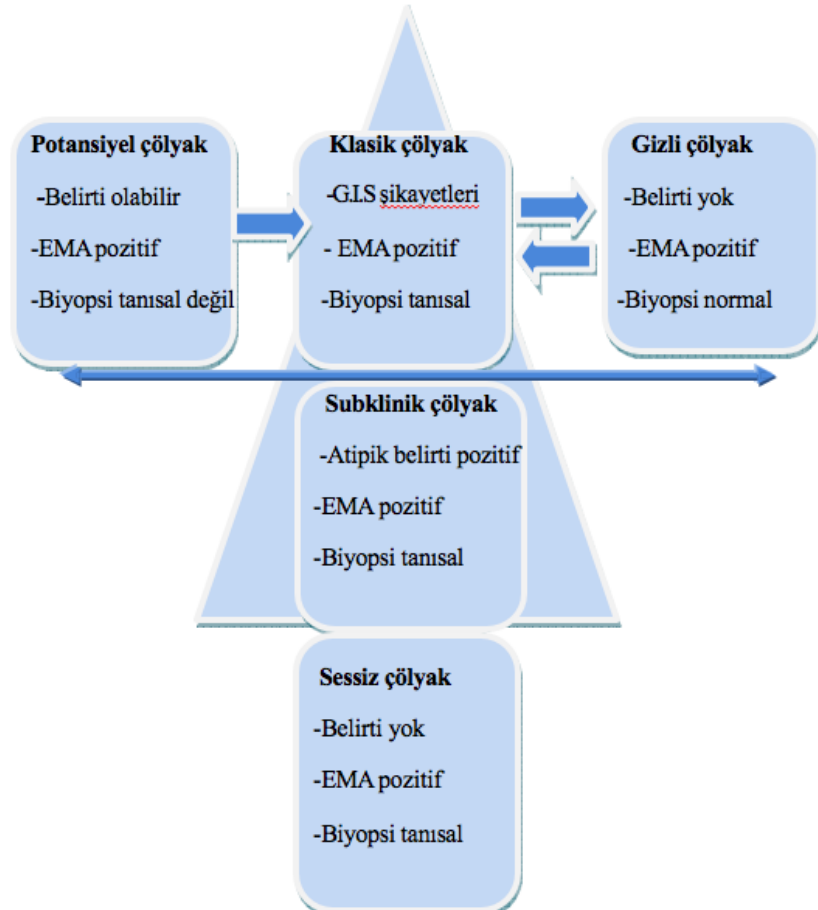 Potansiyel çölyak
-Belirti olabilir
-EMA pozitif
-Biyopsi tanısal değil
Klasik çölyak
-G.I.S şikayetleri
- EMA pozitif
-Biyopsi tanısal
Gizli çölyak
-Belirti yok
-EMA pozitif
-Biyopsi normal
Subklinik çölyak
-Atipik belirti pozitif
-EMA pozitif
-Biyopsi tanısal
Sessiz çölyak
-Belirti yok
-EMA pozitif
-Biyopsi tanısal